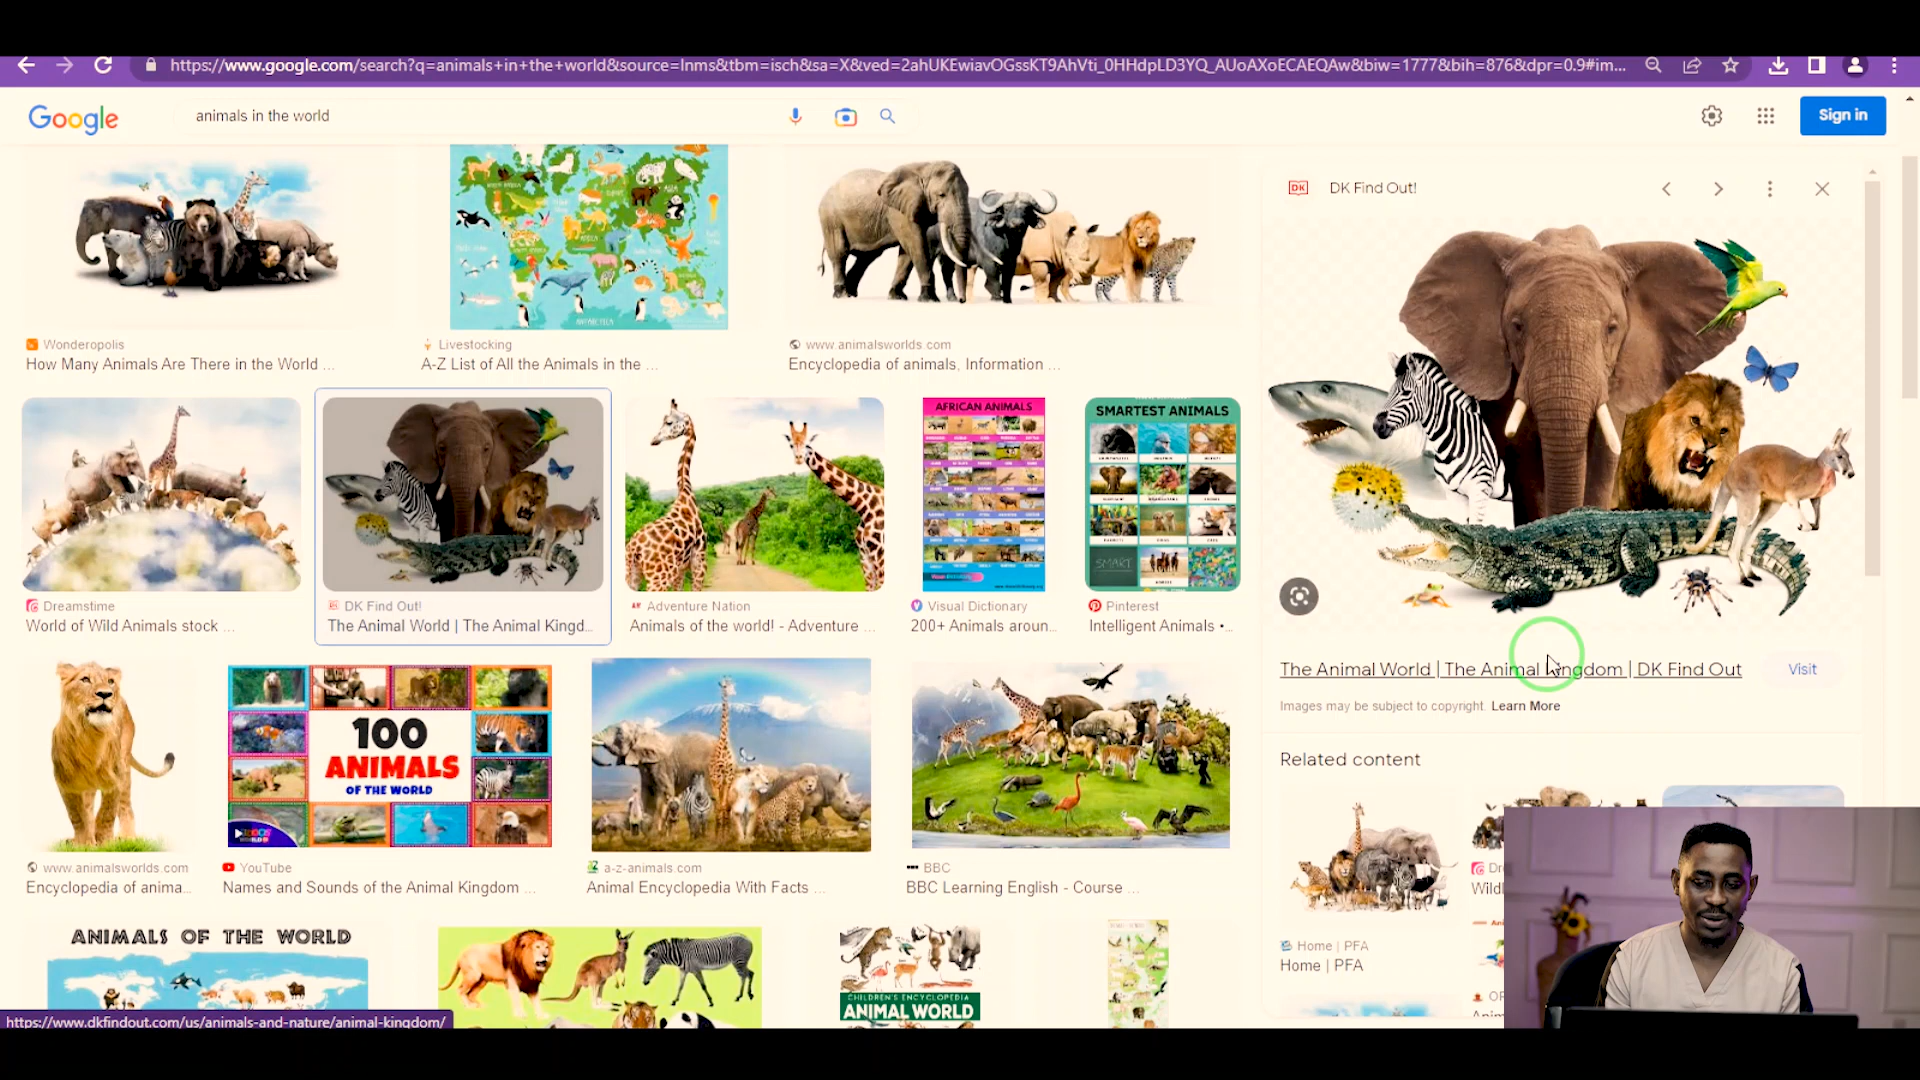 https://www.google.com/search?q=animals+in+the+world&source=lnms&tbm=isch&sa=X&ved=2ahUKEwiavOGssKT9AhVti_0HHdpLD3YQ_AUoAXoECAEQAw&biw=1777&bih=876&dpr=0.9#im...
Google
animals in the world
Sign in
DK Find Out!
Wonderopolis
How Many Animals Are There in the World ...
Livestocking
A-Z List of All the Animals in the ...
www.animalsworlds.com
Encyclopedia of animals, Information ...
AFRICAN ANIMALS
SMARTEST ANIMALS
SMART
Dreamstime
World of Wild Animals stock ...
DK Find Out!
The Animal World | The Animal Kingd...
Adventure Nation
Animals of the world! - Adventure ...
Visual Dictionary
200+ Animals aroun...
Pinterest
Intelligent Animals •...
The Animal World | The Animal Kingdom | DK Find Out
Visit
Images may be subject to copyright. Learn More
Related content
100
ANIMALS
OF THE WORLD
www.animalsworlds.com
Encyclopedia of anima...
YouTube
Names and Sounds of the Animal Kingdom ...
a-z-animals.com
Animal Encyclopedia With Facts ...
BBC
BBC Learning English - Course ...
Home | PFA
Home | PFA
ANIMALS OF THE WORLD
CHILDREN'S ENCYCLOPEDIA
ANIMAL WORLD
https://www.dkfindout.com/us/animals-and-nature/animal-kingdom/